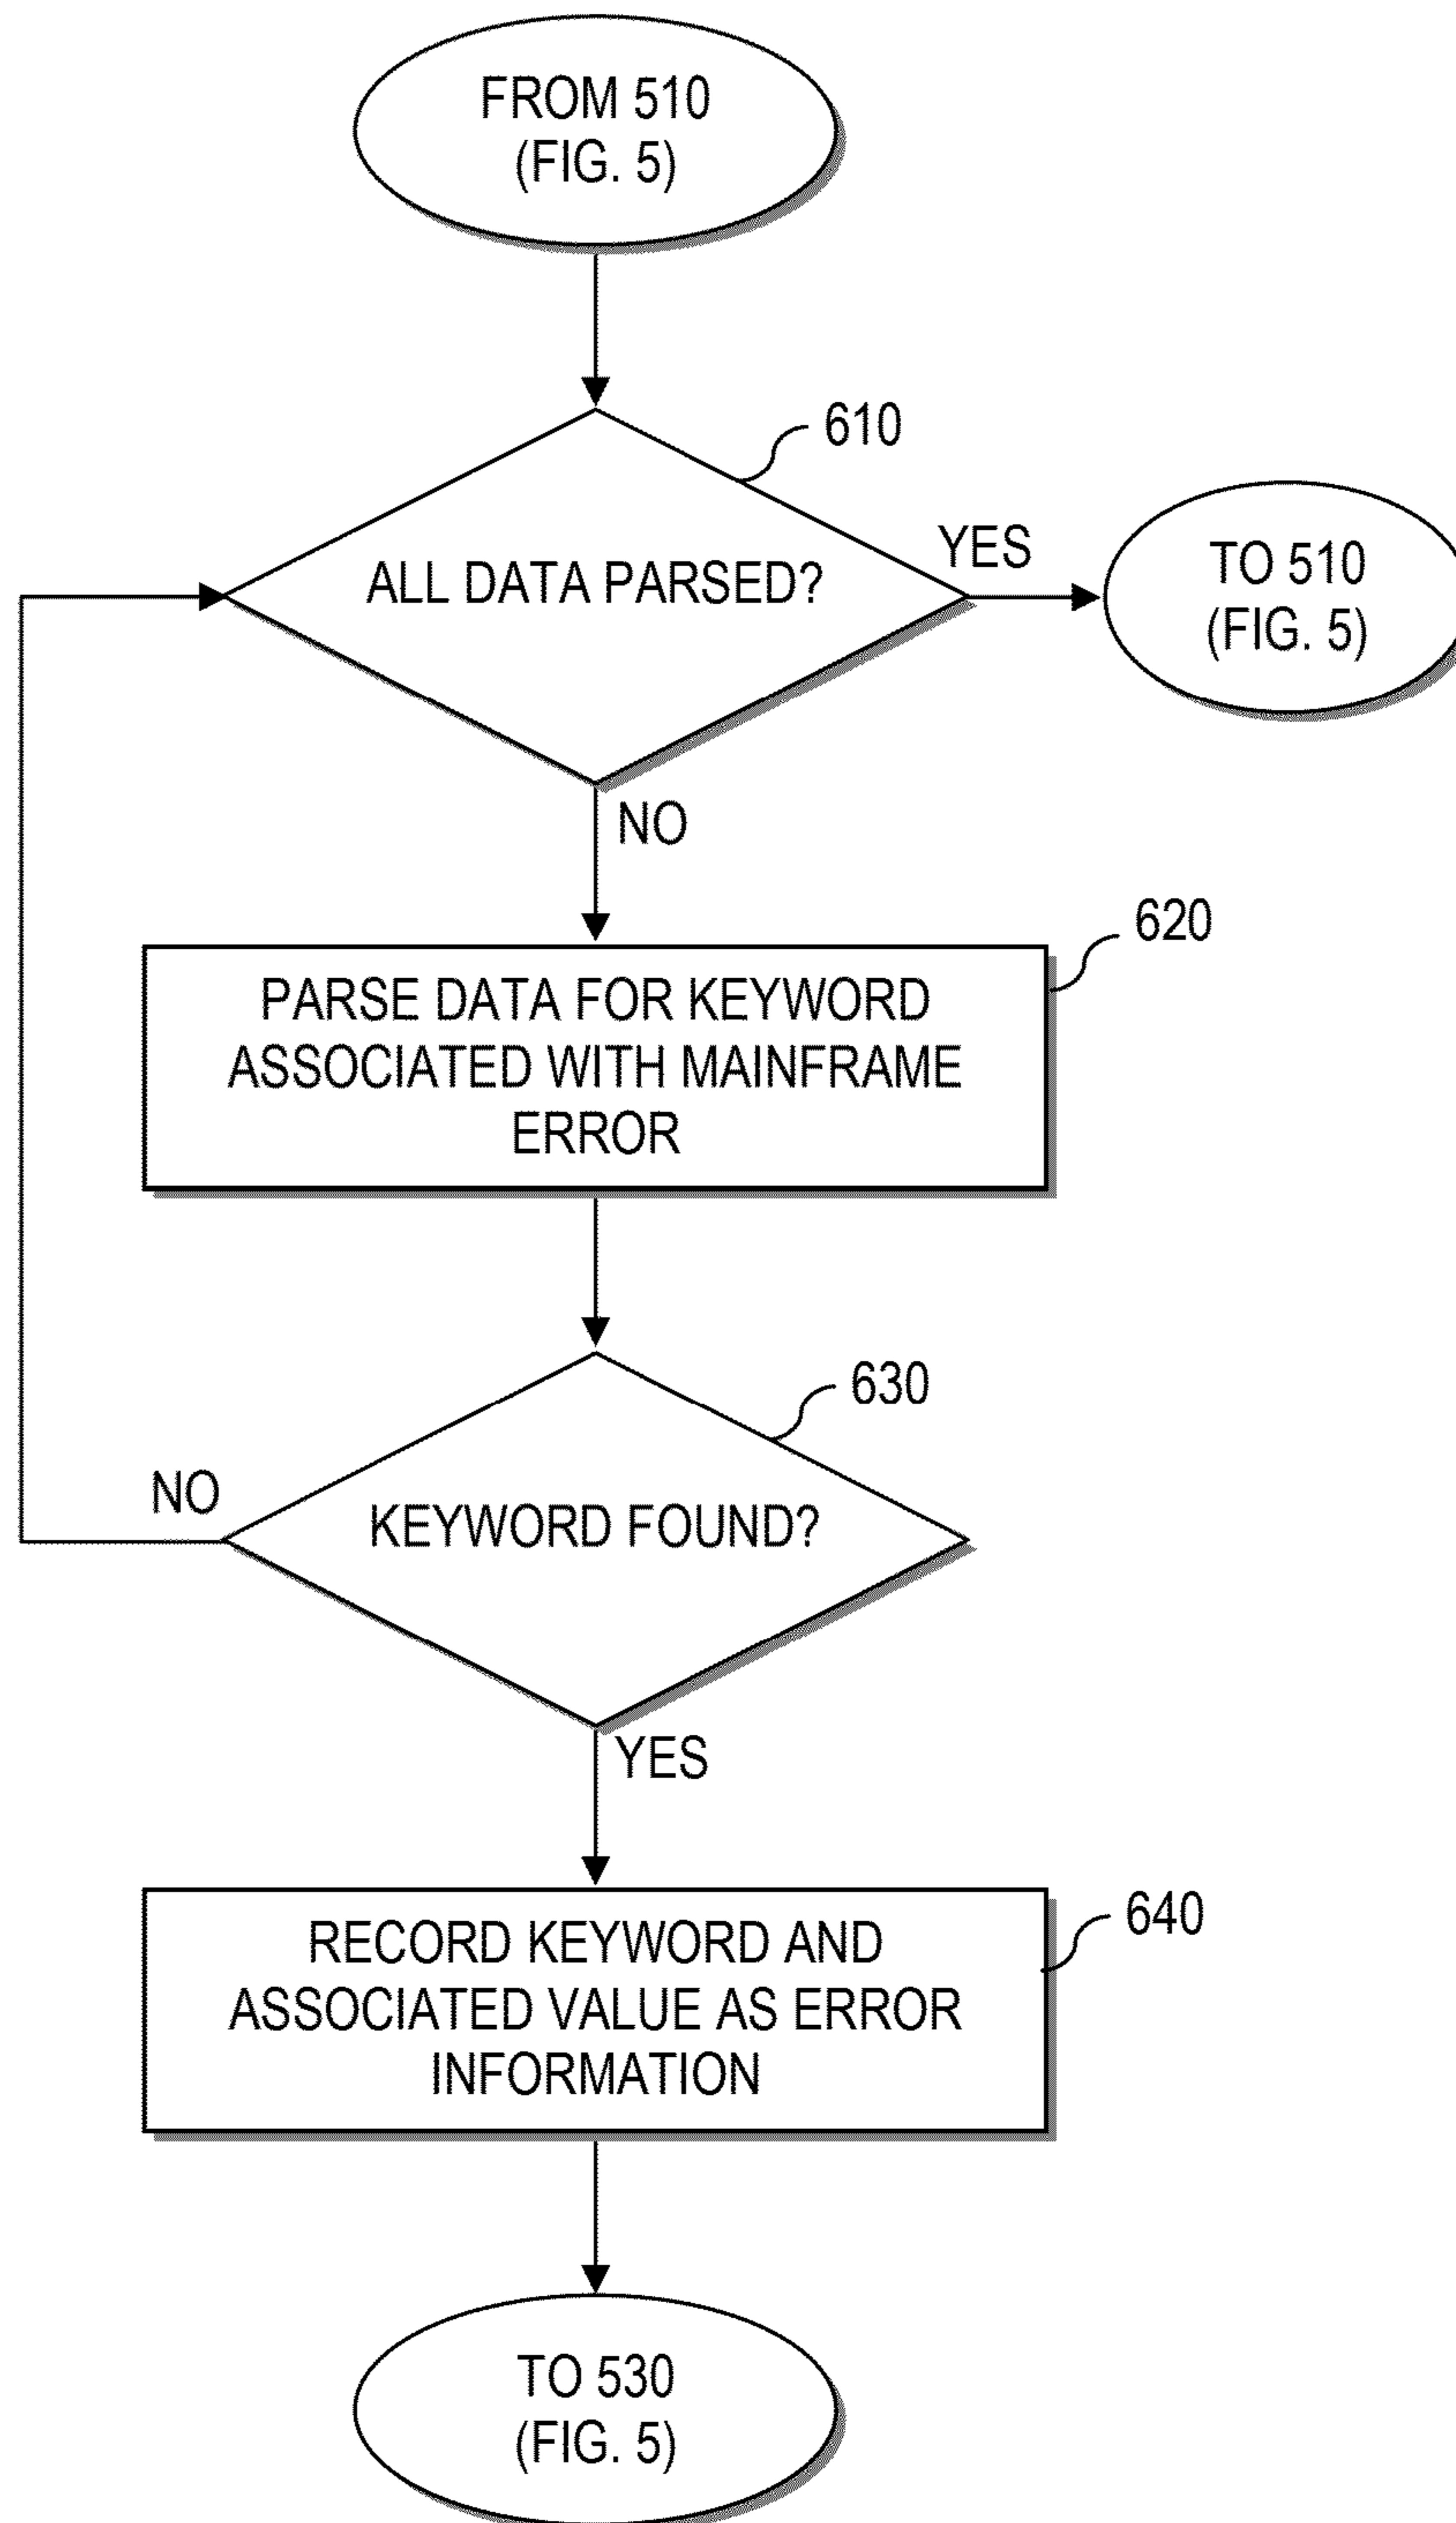 FROM 510
(FIG. 5)
610
ALL DATA PARSED?
YES
TO 510
(FIG. 5)
NO
620
PARSE DATA FOR KEYWORD
ASSOCIATED WITH MAINFRAME
ERROR
630
NO
KEYWORD FOUND?
YES
640
RECORD KEYWORD AND
ASSOCIATED VALUE AS ERROR
INFORMATION
TO 530
(FIG. 5)